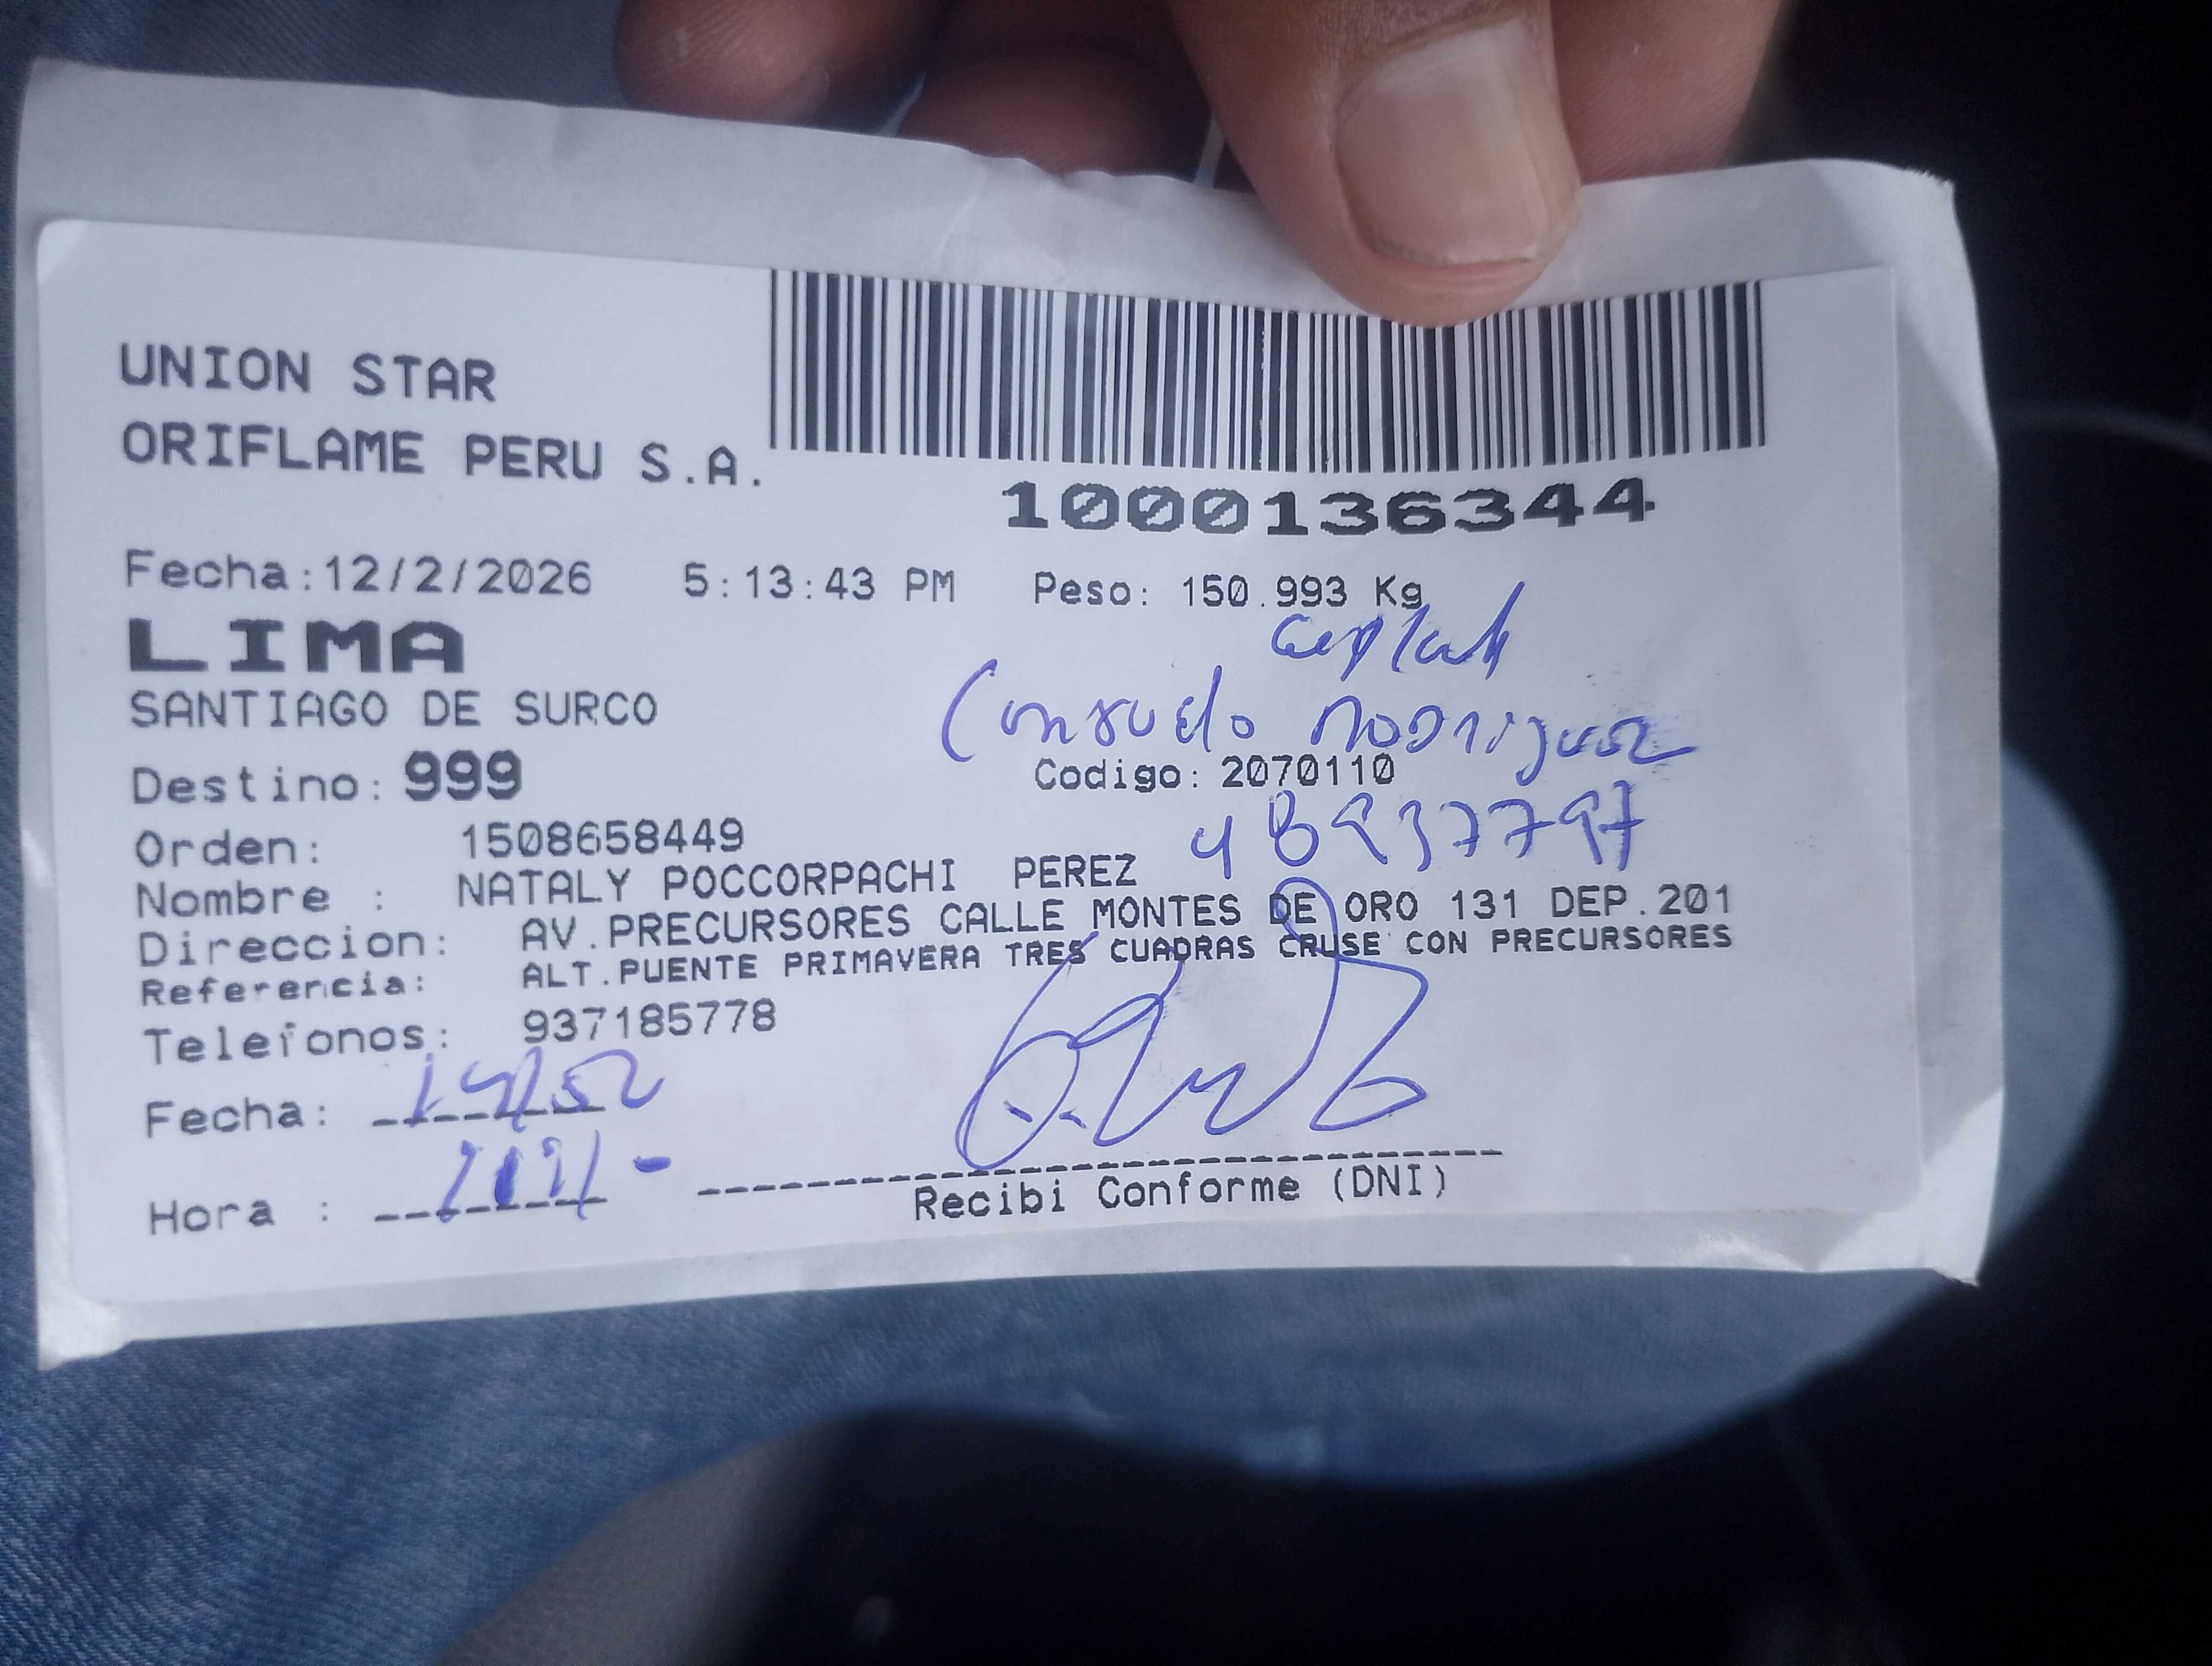 UNION STAR
ORIFLAME PERU S.A.
1000136344
Fecha:12/2/2026 5:13:43 PM Peso: 150.993 Kg
LIMA
SANTIAGO DE SURCO
Consuelo Rodriguez
Destino: 999 Codigo: 2070110
Orden: 1508658449
Nombre : NATALY POCCORPACHI PEREZ
Direccion: AV.PRECURSORES CALLE MONTES DE ORO 131 DEP.201
Referencia: ALT.PUENTE PRIMAVERA TRES CUADRAS CRUSE CON PRECURSORES
Telefonos: 937185778
Fecha:
Hora :
Recibi Conforme (DNI)